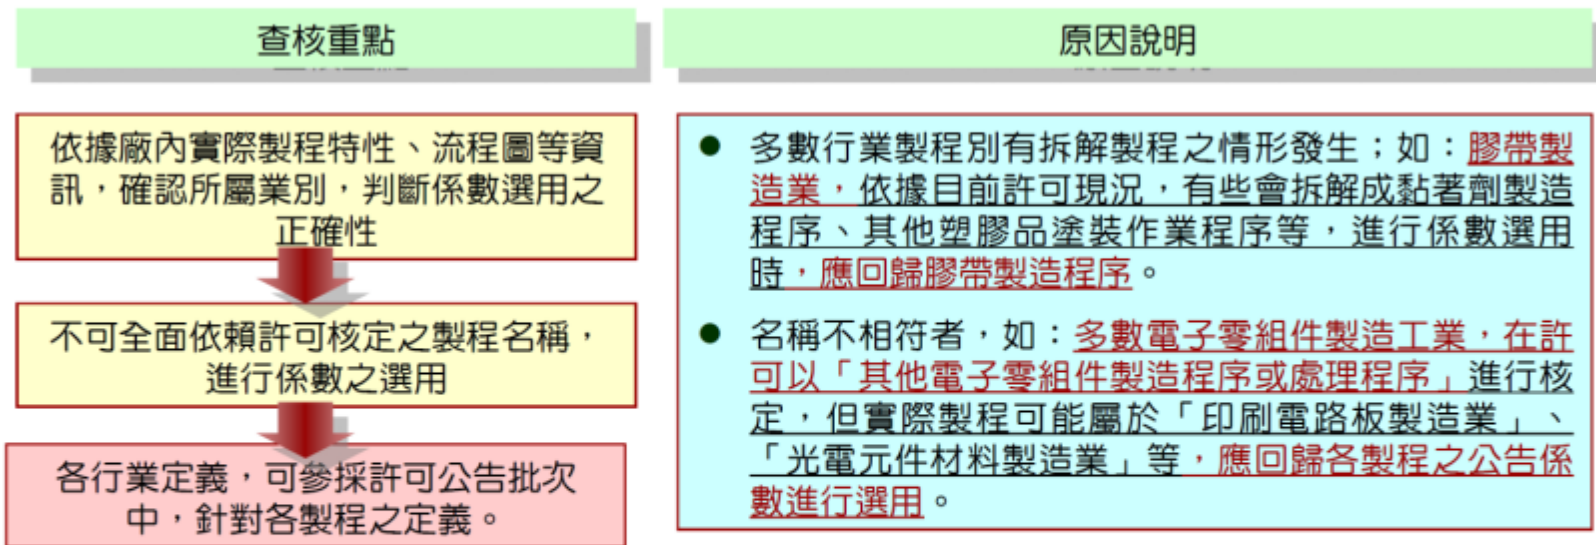 查核重點
依據廠內實際製程特性、流程圖等資
訊，確認所屬業別，判斷係數選用之
正確性
不可全面依賴許可核定之製程名稱，
進行係數之選用
各行業定義，可參採許可公告批次
中，針對各製程之定義。
原因說明
● 多數行業製程別有拆解製程之情形發生；如：膠帶製
造業，依據目前許可現況，有些會拆解成黏著劑製造
程序、其他塑膠品塗裝作業程序等，進行係數選用
時，應回歸膠帶製造程序。
● 名稱不相符者，如：多數電子零組件製造工業，在許
可以「其他電子零組件製造程序或處理程序」進行核
定，但實際製程可能屬於「印刷電路板製造業」、
「光電元件材料製造業」等，應回歸各製程之公告係
數進行選用。